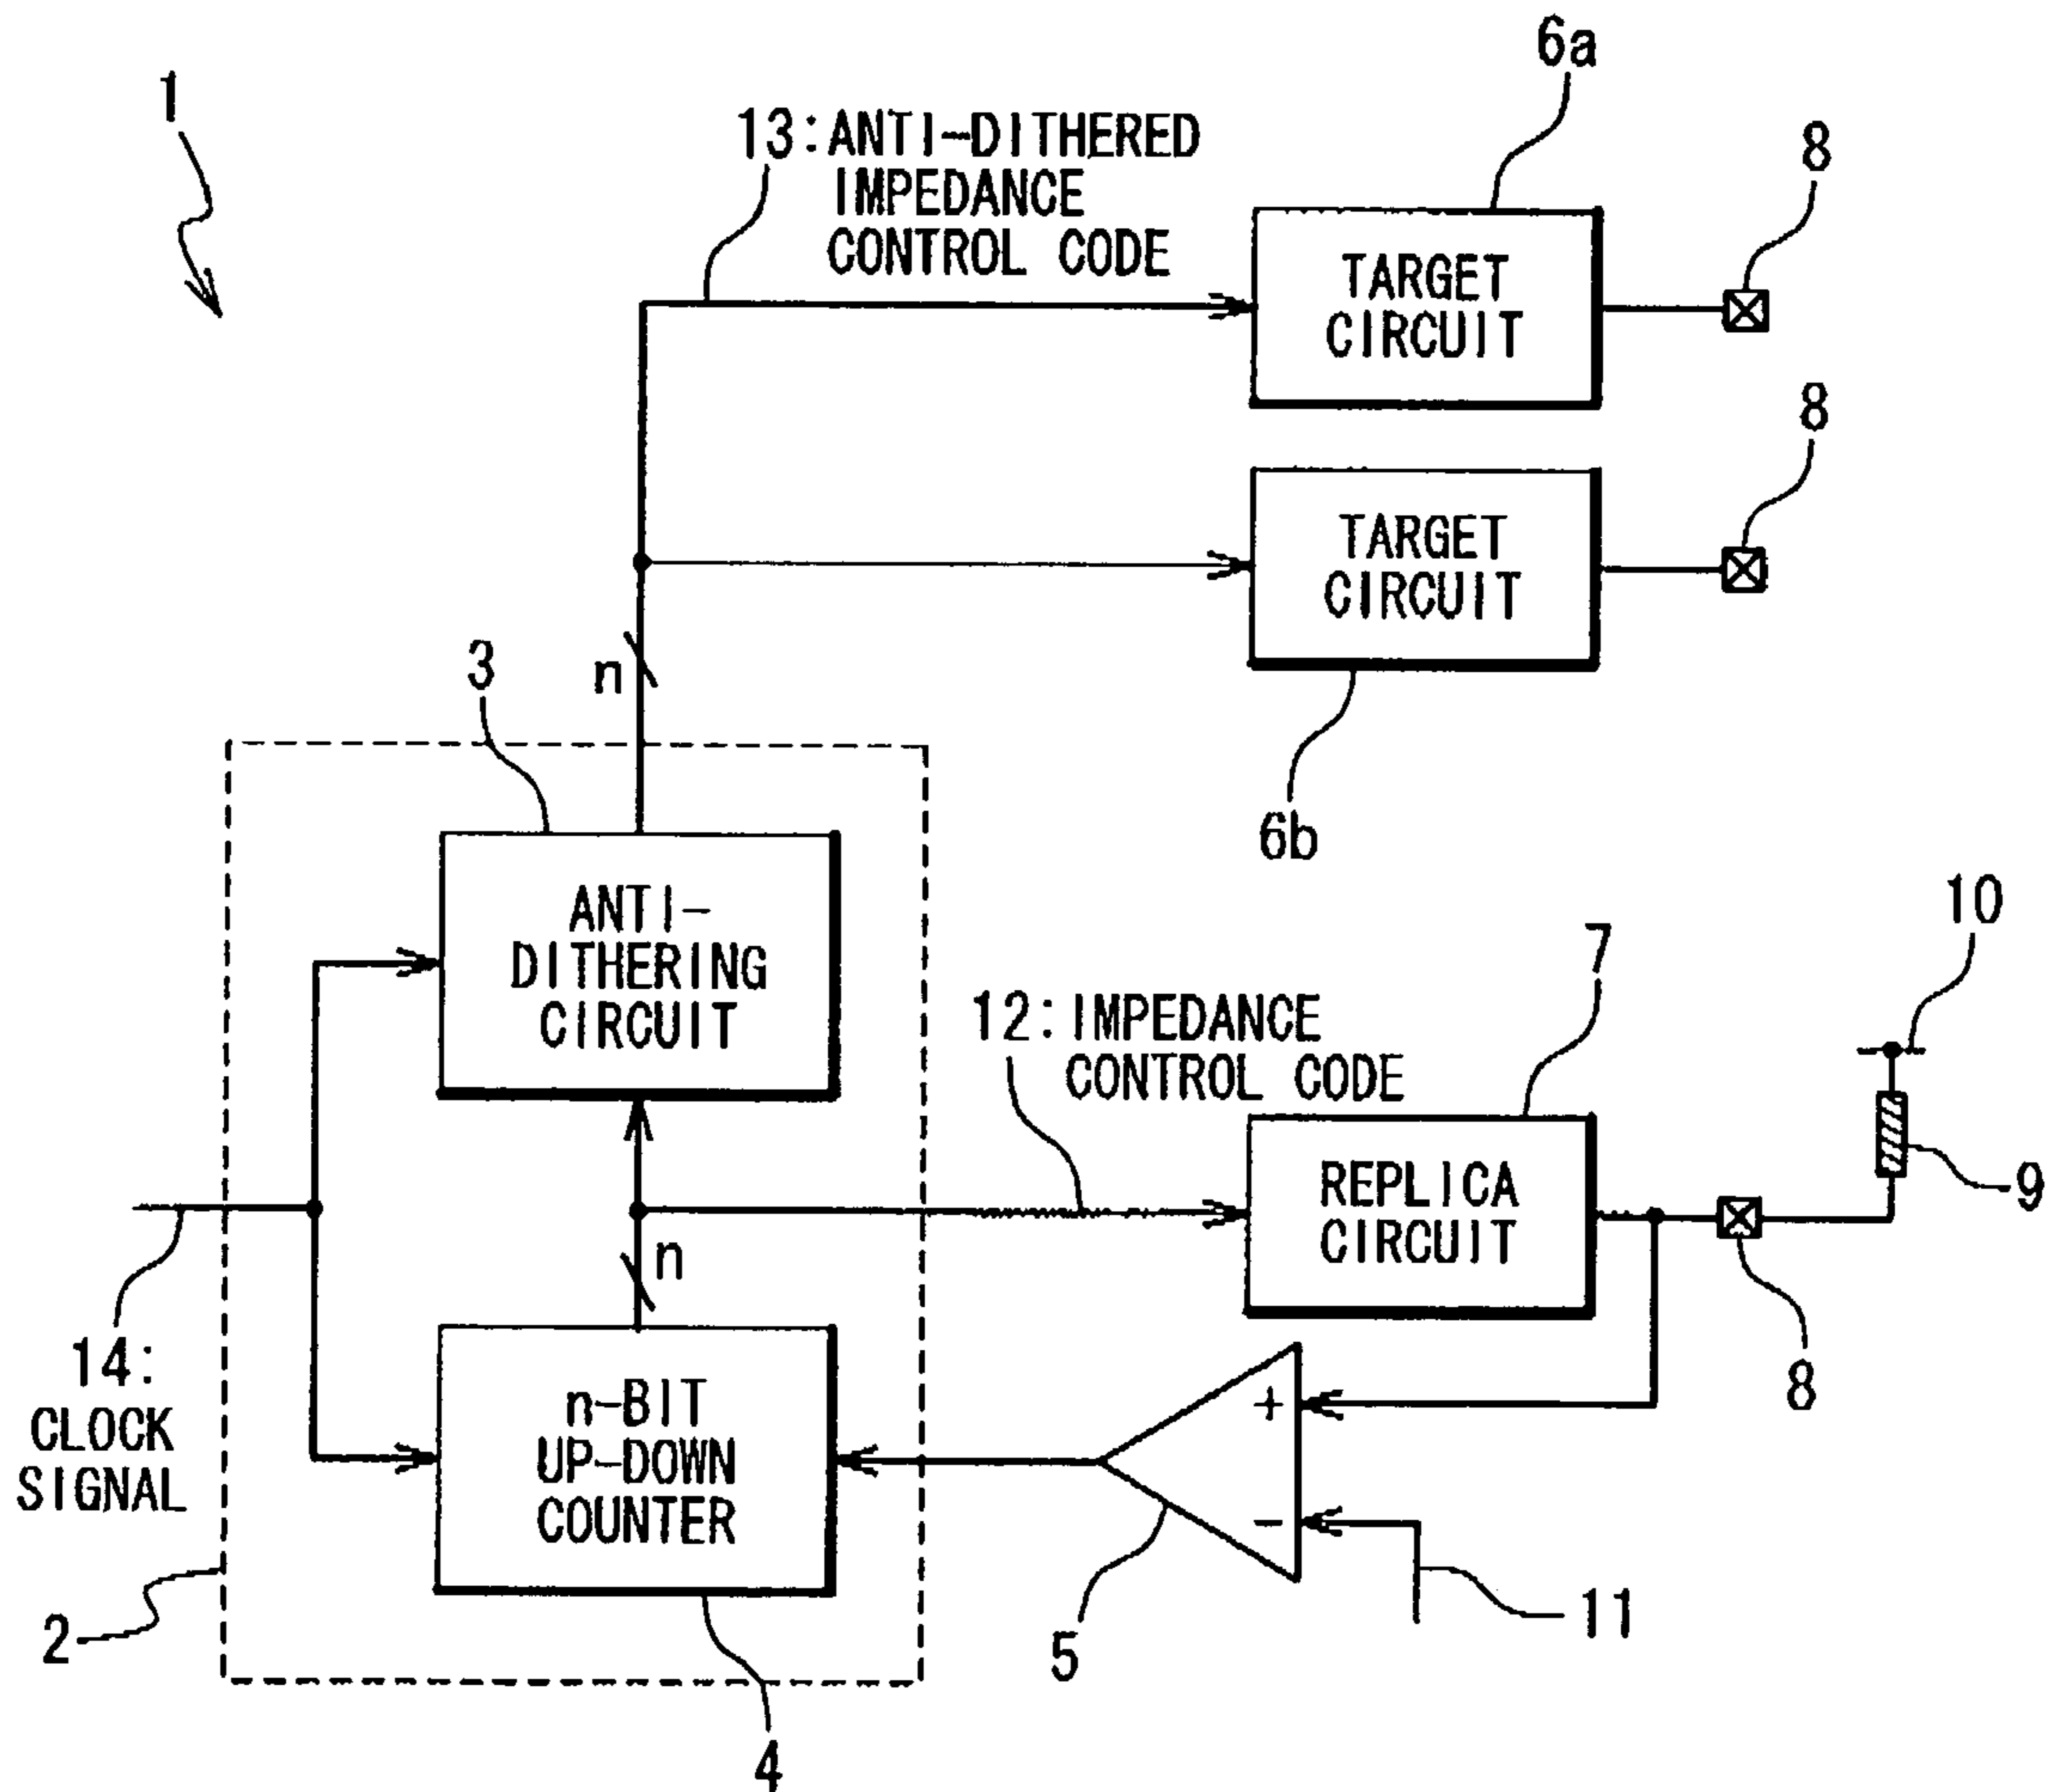 1
6a
13:ANTI-DITHERED
IMPEDANCE
CONTROL CODE
8
TARGET
CIRCUIT
8
TARGET
CIRCUIT
n
3
6b
ANTI-
DITHERING
CIRCUIT
10
7
12:IMPEDANCE
CONTROL CODE
9
REPLICA
CIRCUIT
n
14:
CLOCK
SIGNAL
8
n-BIT
UP-DOWN
COUNTER
+
-
5
11
2
4